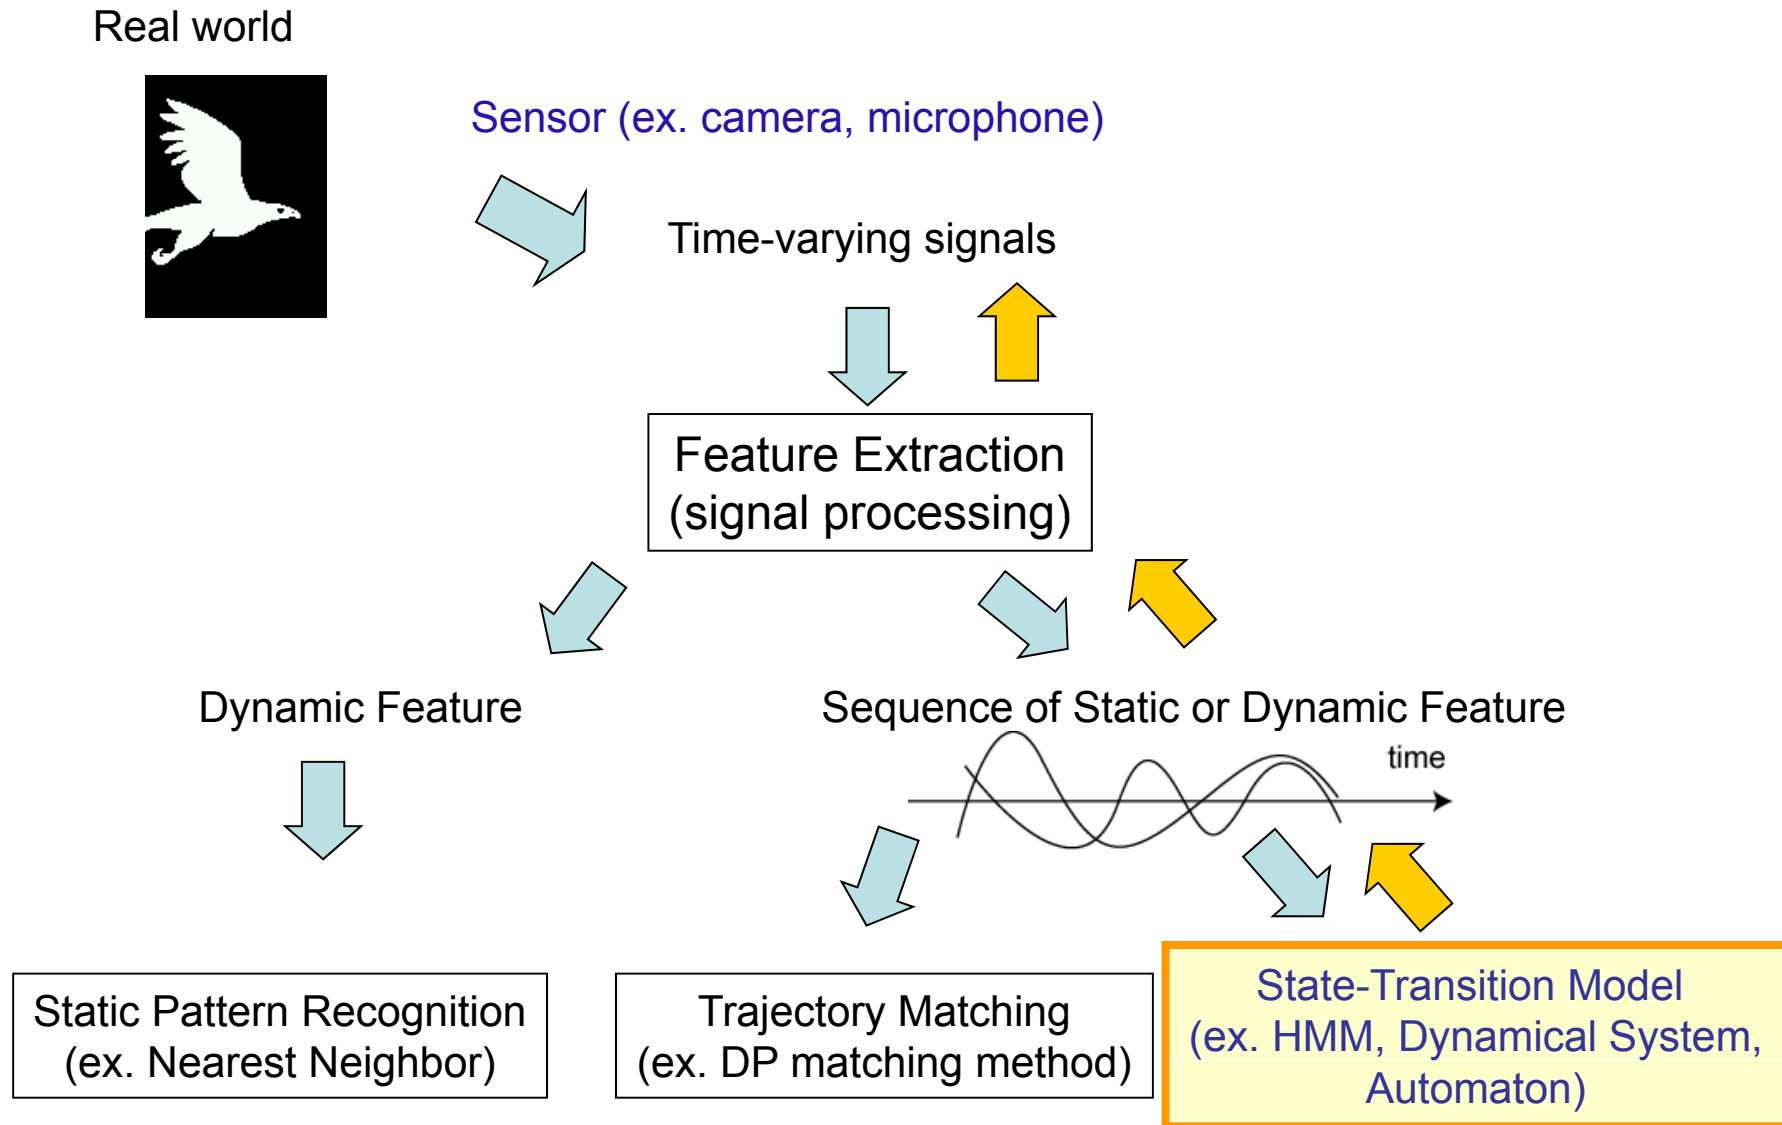 Real world
Sensor (ex. camera, microphone)
Time-varying signals
Feature Extraction
(signal processing)
Dynamic Feature
Sequence of Static or Dynamic Feature
time
Static Pattern Recognition
(ex. Nearest Neighbor)
Trajectory Matching
(ex. DP matching method)
State-Transition Model
(ex. HMM, Dynamical System,
Automaton)